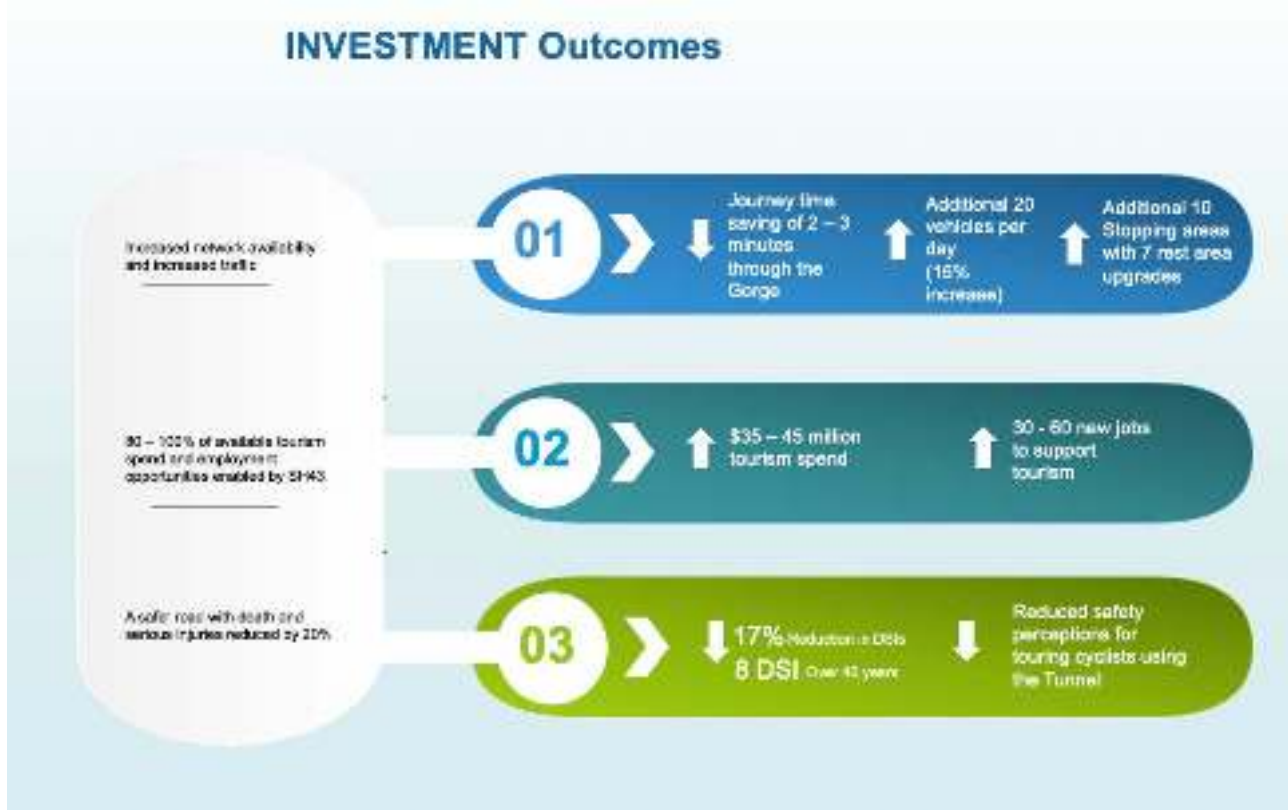 INVESTMENT Outcomes
Increased network availability
and increased traffic
01
Journey time
saving of 2 – 3
minutes
through the
Gorge
Additional 20
vehicles per
day
(16%
increase)
Additional 10
Stopping areas
with 7 rest area
upgrades
80 – 100% of available tourism
spend and employment
opportunities enabled by SH43
02
$35 – 45 million
tourism spend
30 - 60 new jobs
to support
tourism
A safer road with death and
serious injuries reduced by 20%
03
17% Reduction in DSIs
8 DSI Over 40 years
Reduced safety
perceptions for
touring cyclists using
the Tunnel